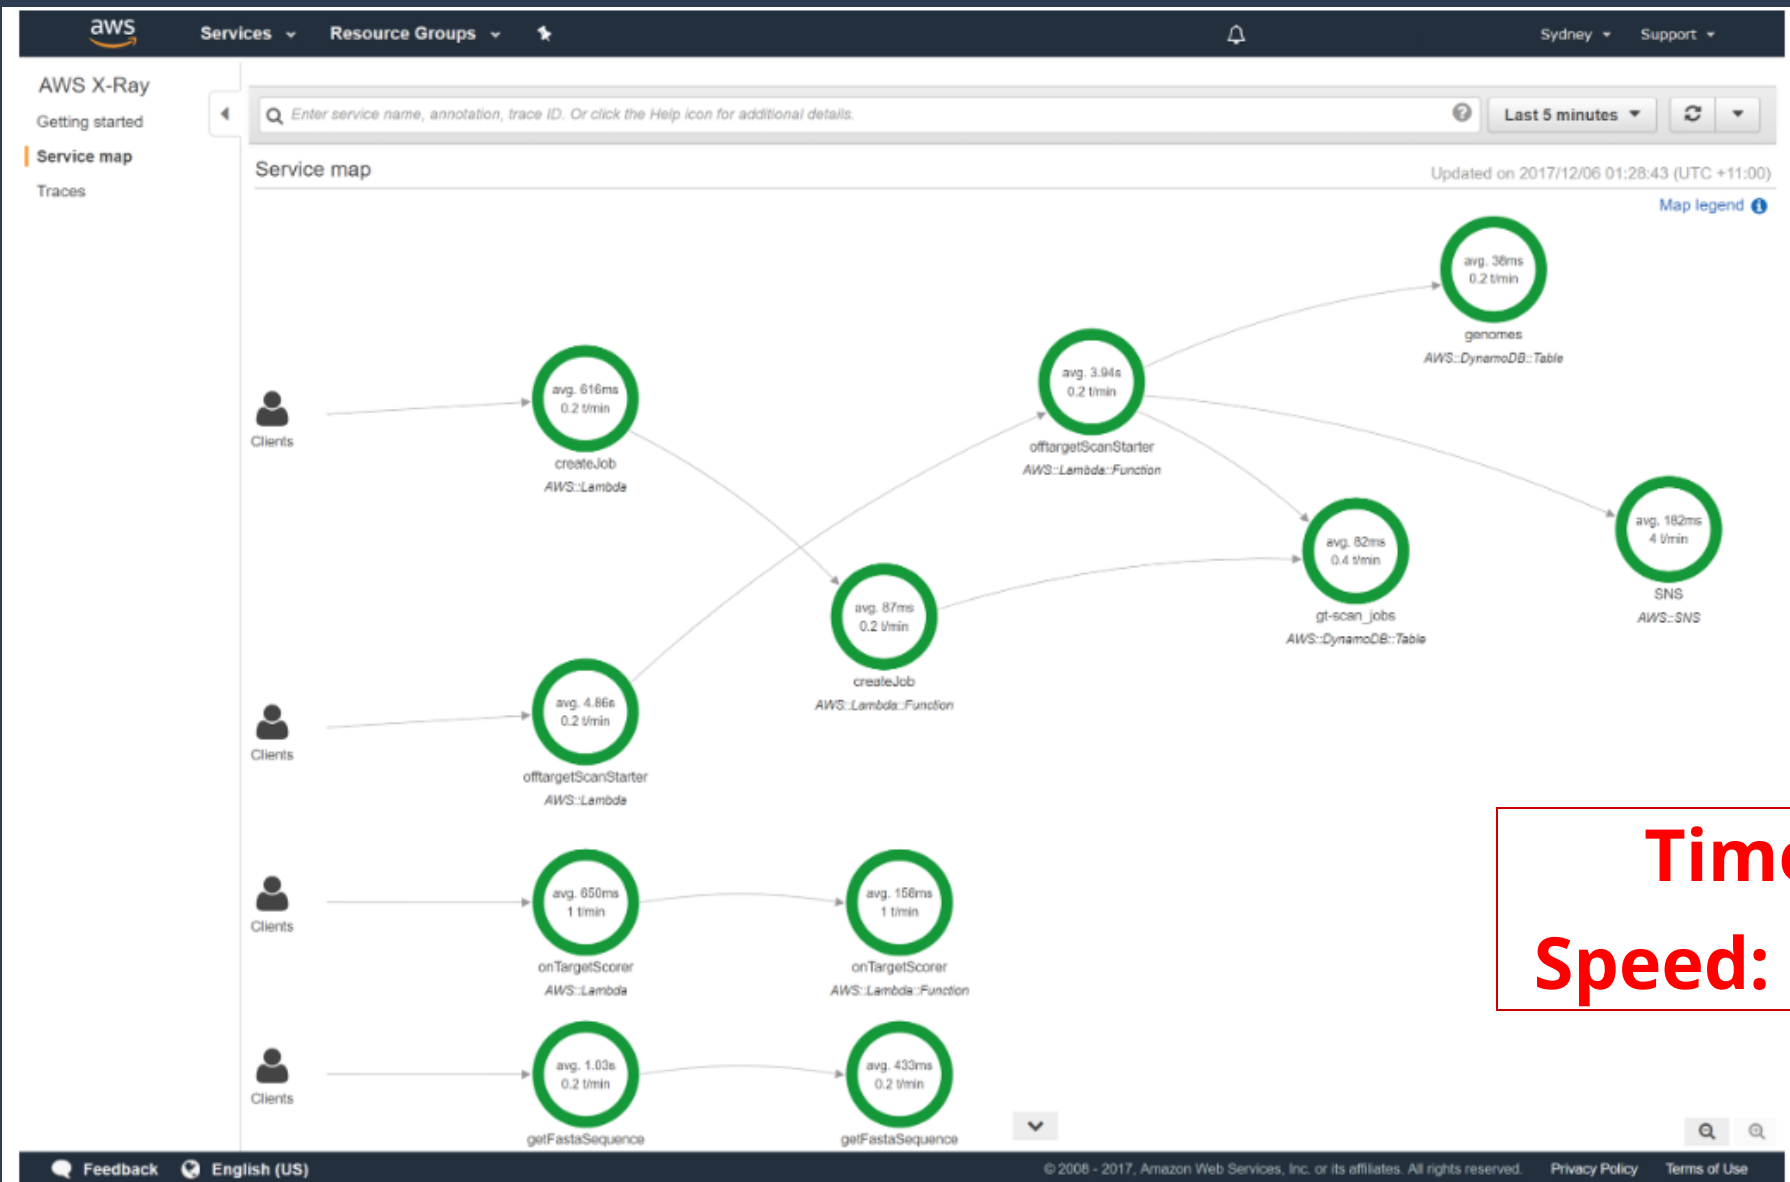 aws Services Resource Groups Sydney Support
AWS X-Ray
Getting started
Service map
Traces
Enter service name, annotation, trace ID. Or click the Help icon for additional details.
Last 5 minutes
Service map
Updated on 2017/12/06 01:28:43 (UTC +11:00)
Map legend
avg. 38ms
0.2 t/min
genomes
AWS::DynamoDB::Table
Clients
avg. 616ms
0.2 t/min
createJob
AWS::Lambda
avg. 3.94s
0.2 t/min
offtargetScanStarter
AWS::Lambda::Function
avg. 182ms
4 t/min
SNS
AWS::SNS
avg. 82ms
0.4 t/min
gt-scan_jobs
AWS::DynamoDB::Table
avg. 87ms
0.2 t/min
createJob
AWS::Lambda::Function
Clients
avg. 4.86s
0.2 t/min
offtargetScanStarter
AWS::Lambda
Clients
avg. 650ms
1 t/min
onTargetScorer
AWS::Lambda
avg. 158ms
1 t/min
onTargetScorer
AWS::Lambda::Function
Clients
avg. 1.03s
0.2 t/min
getFastaSequence
avg. 433ms
0.2 t/min
getFastaSequence
Speed:
Feedback English (US) © 2008 - 2017, Amazon Web Services, Inc. or its affiliates. All rights reserved. Privacy Policy Terms of Use